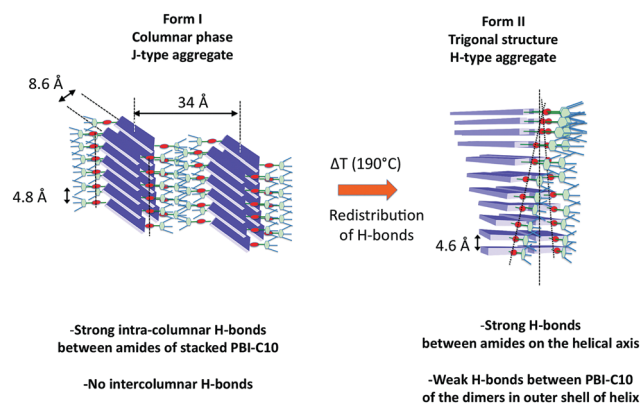 Form I
Columnar phase
J-type aggregate
8.6 Å
34 Å
4.8 Å
ΔT (190°C)
Redistribution
of H-bonds
Form II
Trigonal structure
H-type aggregate
4.6 Å
-Strong intra-columnar H-bonds
between amides of stacked PBI-C10
-No intercolumnar H-bonds
-Strong H-bonds
between amides on the helical axis
-Weak H-bonds between PBI-C10
of the dimers in outer shell of helix